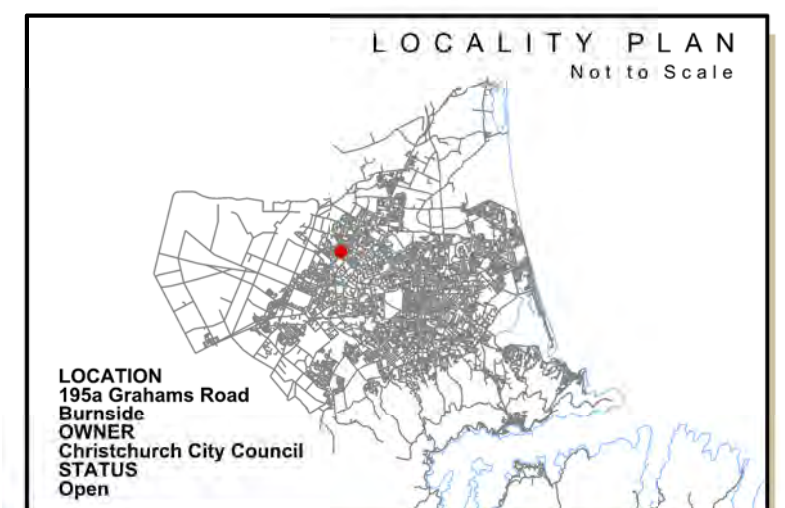 LOCALITY PLAN
Not to Scale
LOCATION
195a Grahams Road
Burnside
OWNER
Christchurch City Council
STATUS
Open